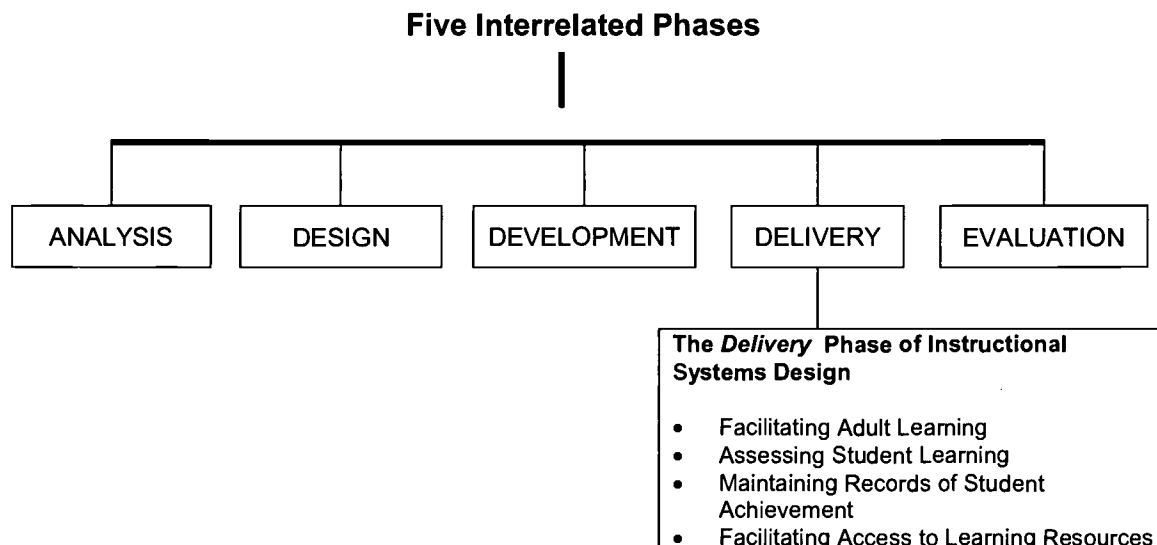 Five Interrelated Phases
ANALYSIS
DESIGN
DEVELOPMENT
DELIVERY
EVALUATION
The Delivery Phase of Instructional
Systems Design
• Facilitating Adult Learning
• Assessing Student Learning
• Maintaining Records of Student
Achievement
• Facilitating Access to Learning Resources